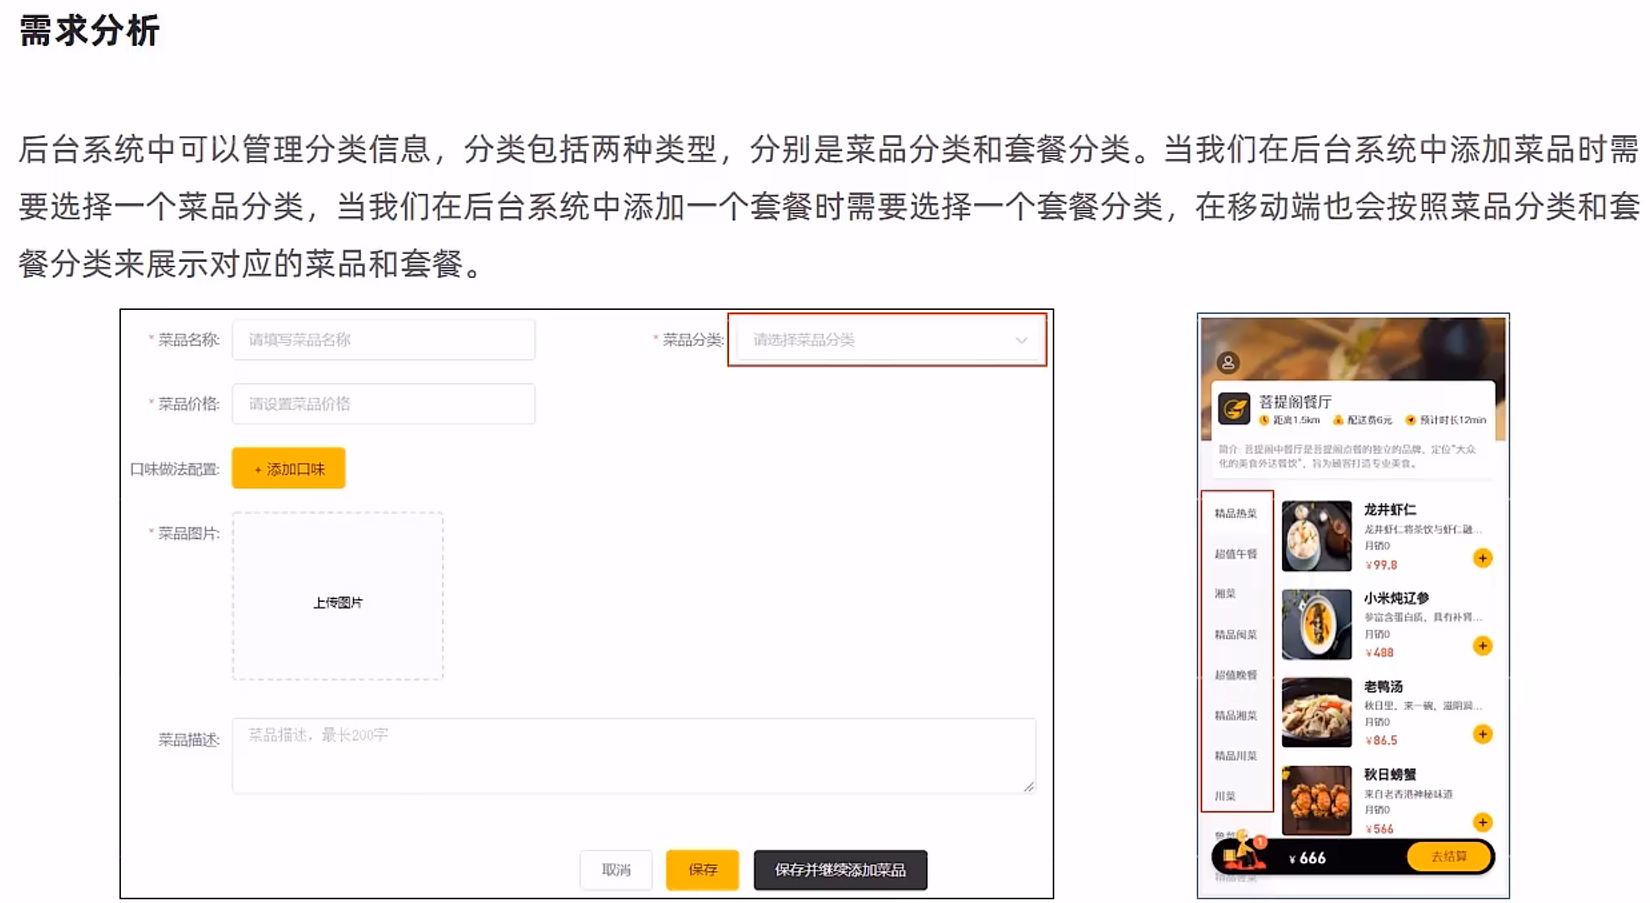 需求分析
后台系统中可以管理分类信息，分类包括两种类型，分别是菜品分类和套餐分类。当我们在后台系统中添加菜品时需
要选择一个菜品分类，当我们在后台系统中添加一个套餐时需要选择一个套餐分类，在移动端也会按照菜品分类和套
餐分类来展示对应的菜品和套餐。
* 菜品名称: 请填写菜品名称
* 菜品分类: 请选择菜品分类
* 菜品价格: 请设置菜品价格
口味做法配置: + 添加口味
* 菜品图片:
上传图片
菜品描述: 菜品描述，最长200字
取消 保存 保存并继续添加菜品
菩提阁餐厅
距离1.5km 配送费6元 预计时长12min
简介: 菩提阁中餐厅是菩提阁点餐的独立的品牌，定位“大众
化的美食外送餐饮”，旨为顾客打造专业美食。
精品热菜
超值午餐
湘菜
精品闽菜
超值晚餐
精品湘菜
精品川菜
川菜
龙井虾仁
龙井虾仁将茶饮与虾仁融...
月销0
¥99.8
小米炖辽参
参富含蛋白质，具有补肾...
月销0
¥488
老鸭汤
秋日里，来一碗，滋阴润...
月销0
¥86.5
秋日螃蟹
来自老香港神秘味道
月销0
¥566
1
¥ 666
去结算